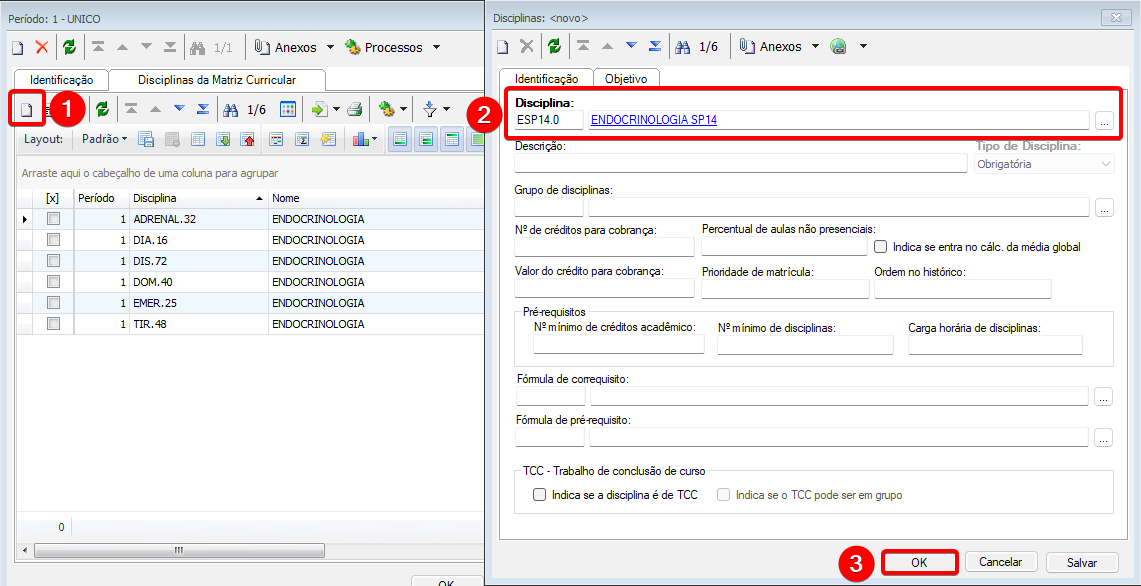 Período: 1 - UNICO
1/1 Anexos Processos
Identificação Disciplinas da Matriz Curricular
1
1/6
Layout: Padrão
Arraste aqui o cabeçalho de uma coluna para agrupar
[x] Período Disciplina Nome
1 ADRENAL.32 ENDOCRINOLOGIA
1 DIA.16 ENDOCRINOLOGIA
1 DIS.72 ENDOCRINOLOGIA
1 DOM.40 ENDOCRINOLOGIA
1 EMER.25 ENDOCRINOLOGIA
1 TIR.48 ENDOCRINOLOGIA
0
OK
Disciplinas: <novo>
1/6 Anexos
Identificação Objetivo
2
Disciplina:
ESP14.0 ENDOCRINOLOGIA SP14 ...
Descrição: Tipo de Disciplina:
Obrigatória
Grupo de disciplinas:
...
Nº de créditos para cobrança: Percentual de aulas não presenciais:
Indica se entra no cálc. da média global
Valor do crédito para cobrança: Prioridade de matrícula: Ordem no histórico:
Pré-requisitos
Nº mínimo de créditos acadêmico: Nº mínimo de disciplinas: Carga horária de disciplinas:
Fórmula de correquisito:
...
Fórmula de pré-requisito:
...
TCC - Trabalho de conclusão de curso
Indica se a disciplina é de TCC Indica se o TCC pode ser em grupo
3 OK Cancelar Salvar